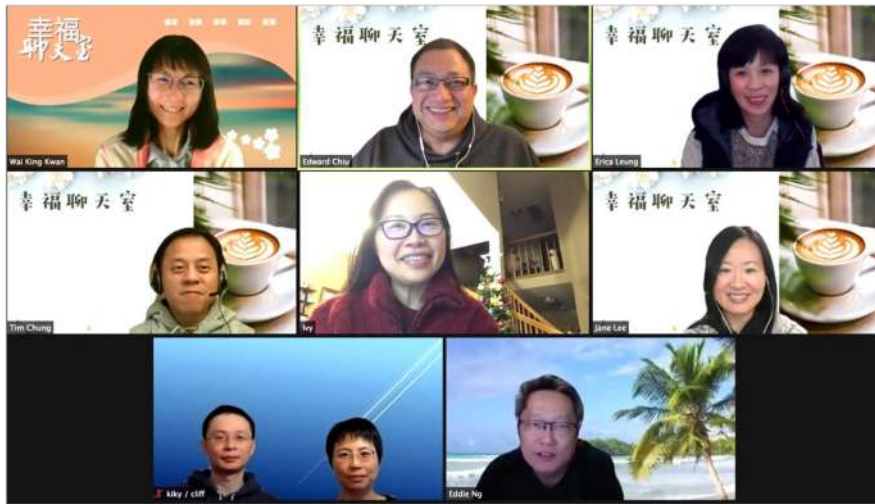 幸福
聊天室
Wai King Kwan
幸福聊天室
Edward Chiu
幸福聊天室
Erica Leung
幸福聊天室
Tim Chung
Ivy
幸福聊天室
Jane Lee
kiky / cliff
Eddie Ng